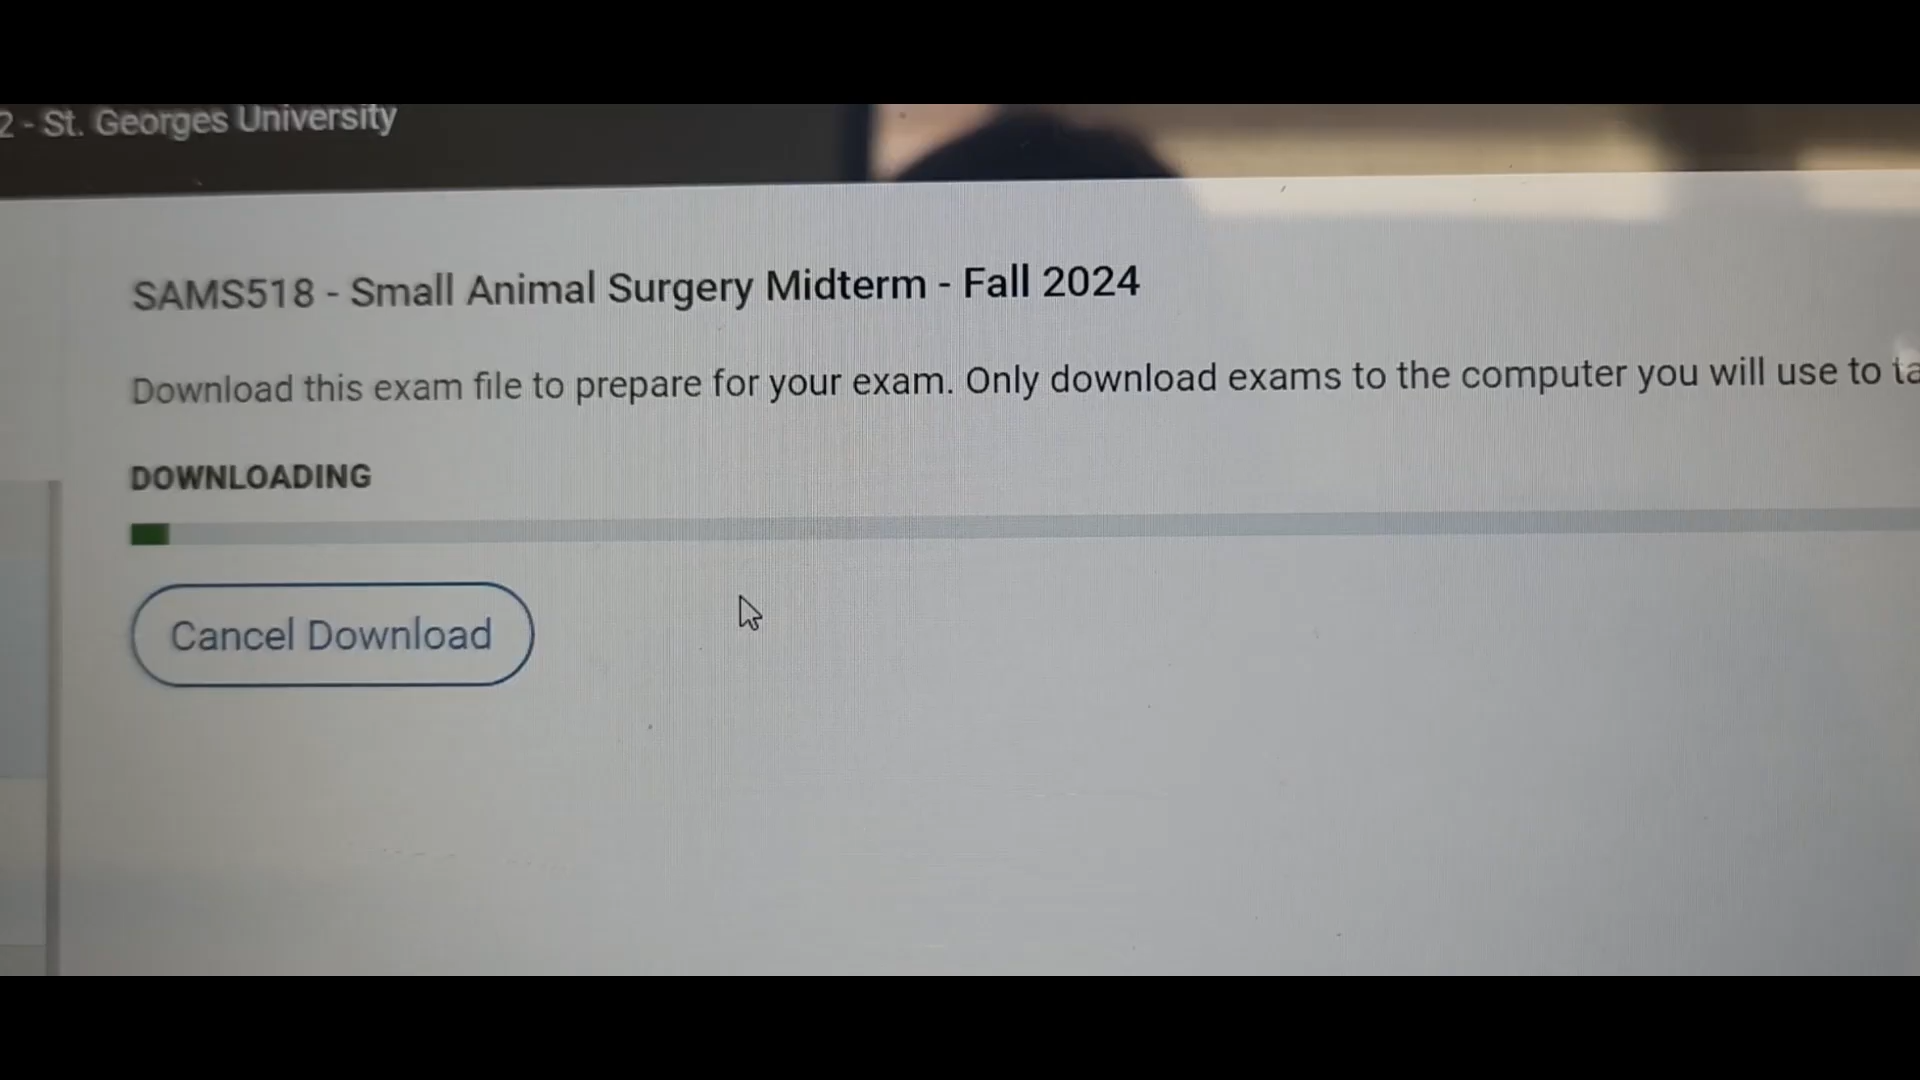 2 - St. Georges University
SAMS518 - Small Animal Surgery Midterm - Fall 2024
Download this exam file to prepare for your exam. Only download exams to the computer you will use to ta
DOWNLOADING
Cancel Download